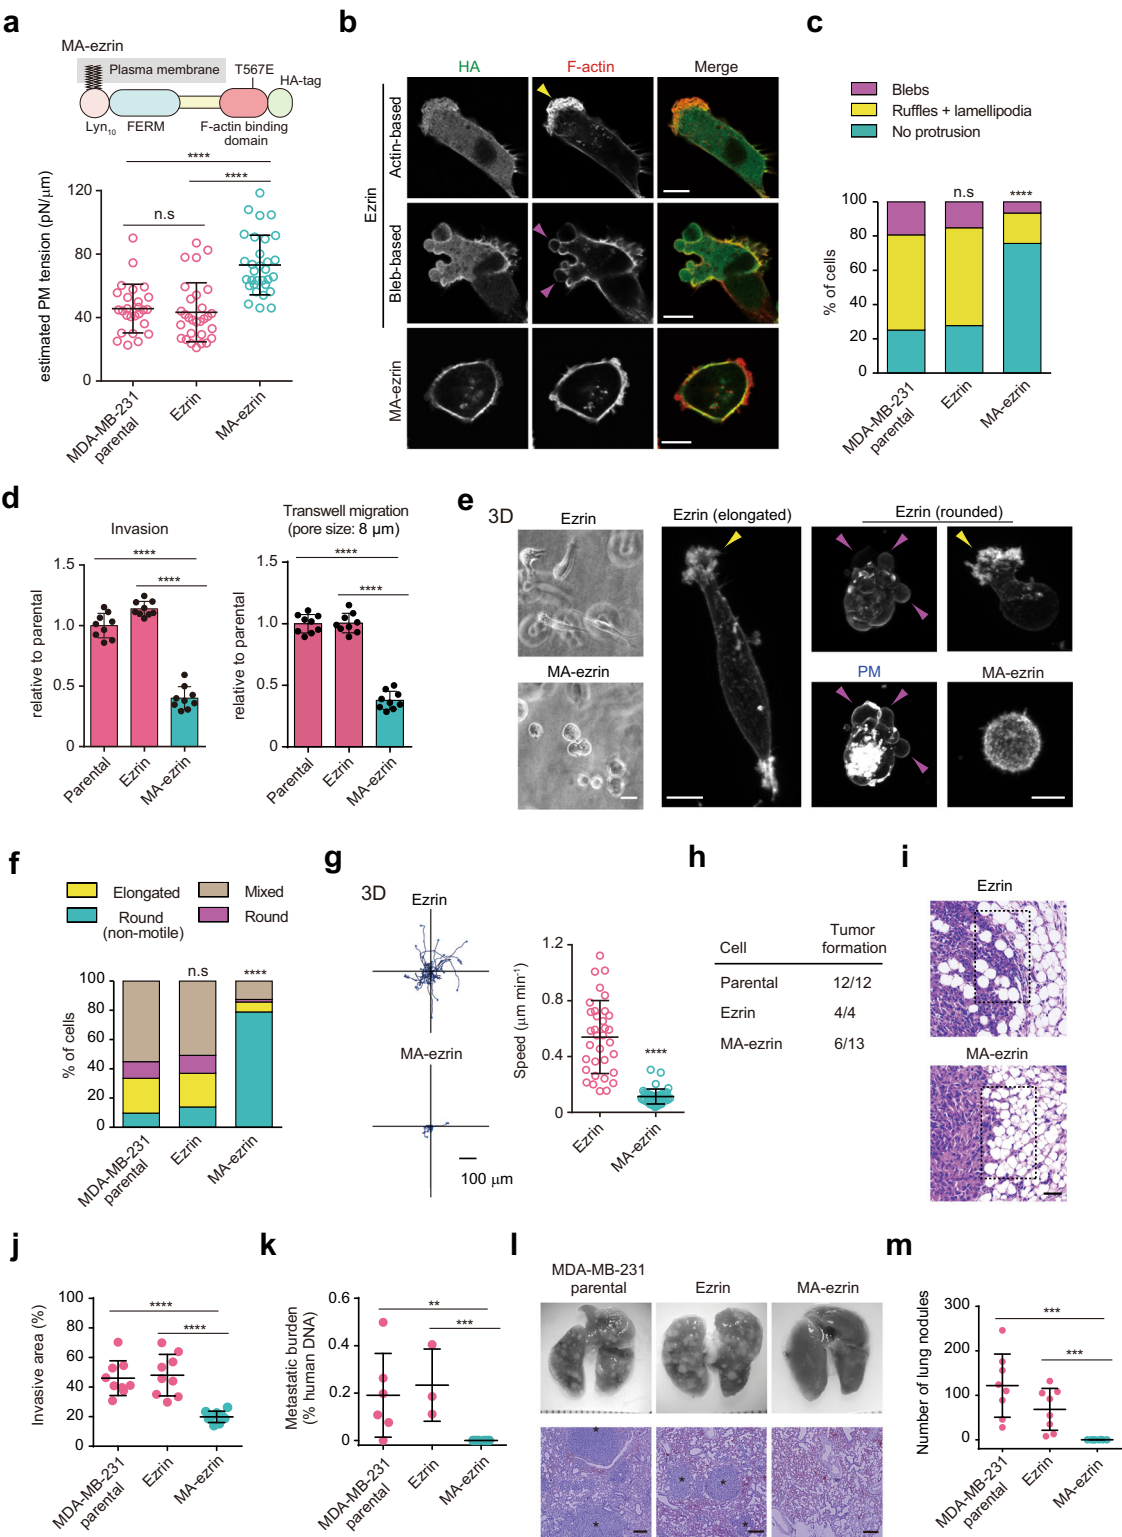 a
MA-ezrin
Plasma membrane
T567E
HA-tag
Lyn10
FERM
F-actin binding
domain
estimated PM tension (pN/μm)
120
80
40
0
****
****
n.s
MDA-MB-231
parental
Ezrin
MA-ezrin
b
HA
F-actin
Merge
Ezrin
Actin-based
Bleb-based
MA-ezrin
c
Blebs
Ruffles + lamellipodia
No protrusion
% of cells
100
80
60
40
20
0
n.s
****
MDA-MB-231
parental
Ezrin
MA-ezrin
d
Invasion
relative to parental
1.5
1.0
0.5
0
****
****
Parental
Ezrin
MA-ezrin
Transwell migration
(pore size: 8 μm)
relative to parental
1.5
1.0
0.5
0
****
****
Parental
Ezrin
MA-ezrin
e
3D
Ezrin
MA-ezrin
Ezrin (elongated)
Ezrin (rounded)
PM
MA-ezrin
f
Elongated
Mixed
Round
(non-motile)
Round
% of cells
100
80
60
40
20
0
n.s
****
MDA-MB-231
parental
Ezrin
MA-ezrin
g
3D
Ezrin
MA-ezrin
100 μm
Speed (μm min-1)
1.2
0.8
0.4
0
****
Ezrin
MA-ezrin
h
Cell
Tumor
formation
Parental
12/12
Ezrin
4/4
MA-ezrin
6/13
i
Ezrin
MA-ezrin
j
Invasive area (%)
100
80
60
40
20
0
****
****
MDA-MB-231
parental
Ezrin
MA-ezrin
k
Metastatic burden
(% human DNA)
0.6
0.4
0.2
0
**
***
MDA-MB-231
parental
Ezrin
MA-ezrin
l
MDA-MB-231
parental
Ezrin
MA-ezrin
*
*
*
*
*
m
Number of lung nodules
300
200
100
0
***
***
MDA-MB-231
parental
Ezrin
MA-ezrin